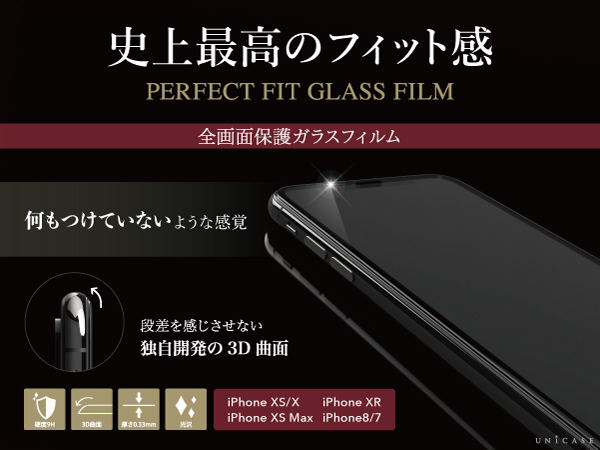 史上最高のフィット感
PERFECT FIT GLASS FILM
全画面保護ガラスフィルム
何もつけていないような感覚
段差を感じさせない
独自開発の3D曲面
硬度9H
3D曲面
厚さ0.33mm
光沢
iPhone XS/X iPhone XR
iPhone XS Max iPhone8/7
UNICASE